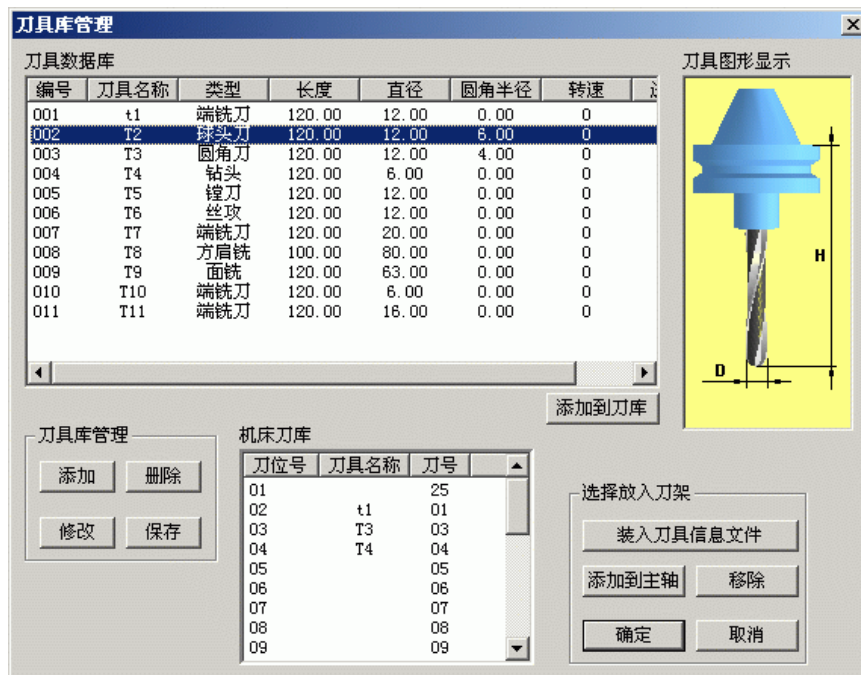 刀具库管理
刀具数据库
编号 刀具名称 类型 长度 直径 圆角半径 转速
001 t1 端铣刀 120.00 12.00 0.00 0
002 T2 球头刀 120.00 12.00 6.00 0
003 T3 圆角刀 120.00 12.00 4.00 0
004 T4 钻头 120.00 6.00 0.00 0
005 T5 镗刀 120.00 12.00 0.00 0
006 T6 丝攻 120.00 12.00 0.00 0
007 T7 端铣刀 120.00 20.00 0.00 0
008 T8 方肩铣 100.00 80.00 0.00 0
009 T9 面铣 120.00 63.00 0.00 0
010 T10 端铣刀 120.00 6.00 0.00 0
011 T11 端铣刀 120.00 16.00 0.00 0
刀具图形显示
H
D
添加到刀库
刀具库管理
添加 删除
修改 保存
机床刀库
刀位号 刀具名称 刀号
01 25
02 t1 01
03 T3 03
04 T4 04
05 05
06 06
07 07
08 08
09 09
选择放入刀架
装入刀具信息文件
添加到主轴 移除
确定 取消